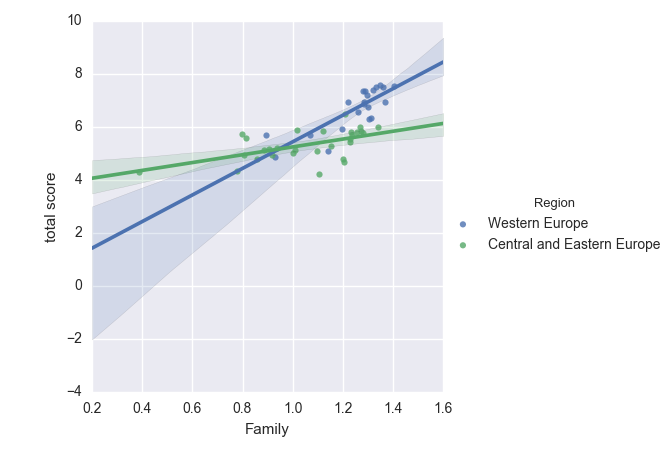 10
8
6
4
2
0
−2
−4
total score
0.2 0.4 0.6 0.8 1.0 1.2 1.4 1.6
Family
Region
Western Europe
Central and Eastern Europe